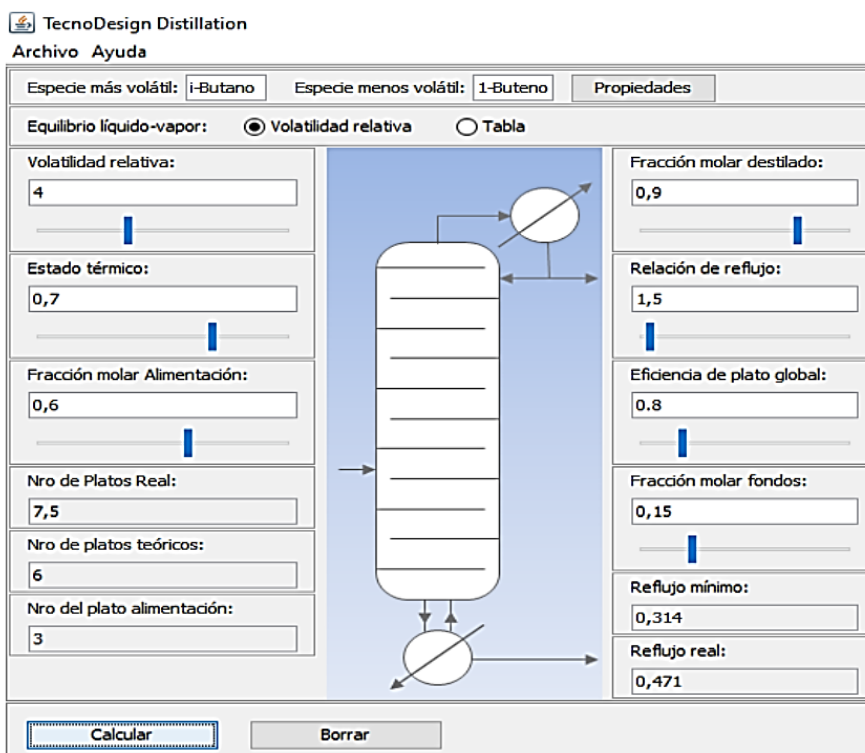 TecnoDesign Distillation
Archivo Ayuda
Especie más volátil: i-Butano Especie menos volátil: 1-Buteno Propiedades
Equilibrio líquido-vapor: Volatilidad relativa Tabla
Volatilidad relativa:
4
Estado térmico:
0,7
Fracción molar Alimentación:
0,6
Nro de Platos Real:
7,5
Nro de platos teóricos:
6
Nro del plato alimentación:
3
Fracción molar destilado:
0,9
Relación de reflujo:
1,5
Eficiencia de plato global:
0.8
Fracción molar fondos:
0,15
Reflujo mínimo:
0,314
Reflujo real:
0,471
Calcular Borrar